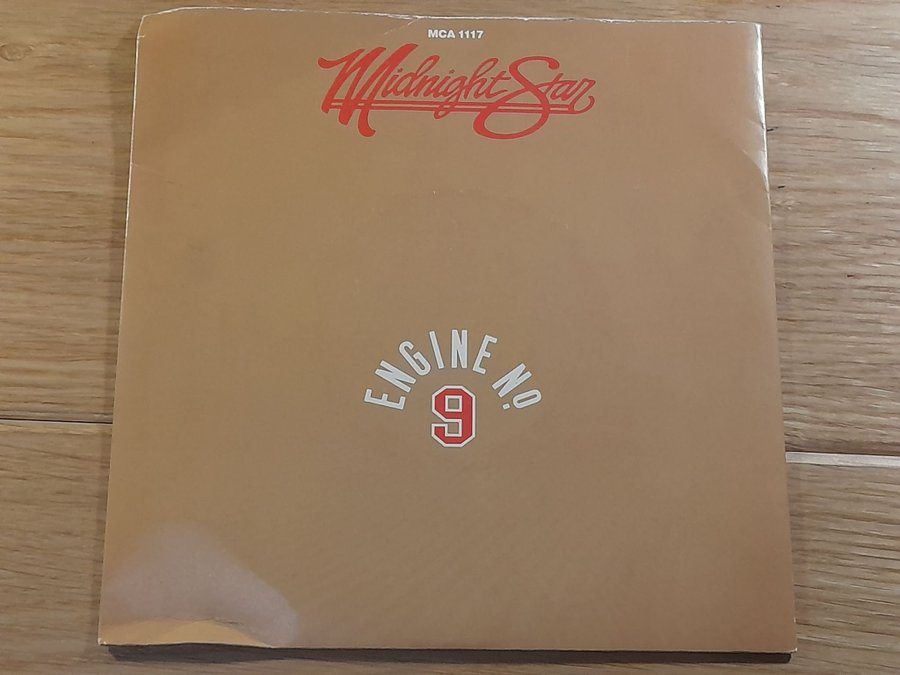 MCA 1117
Midnight Star
ENGINE Nº.
9